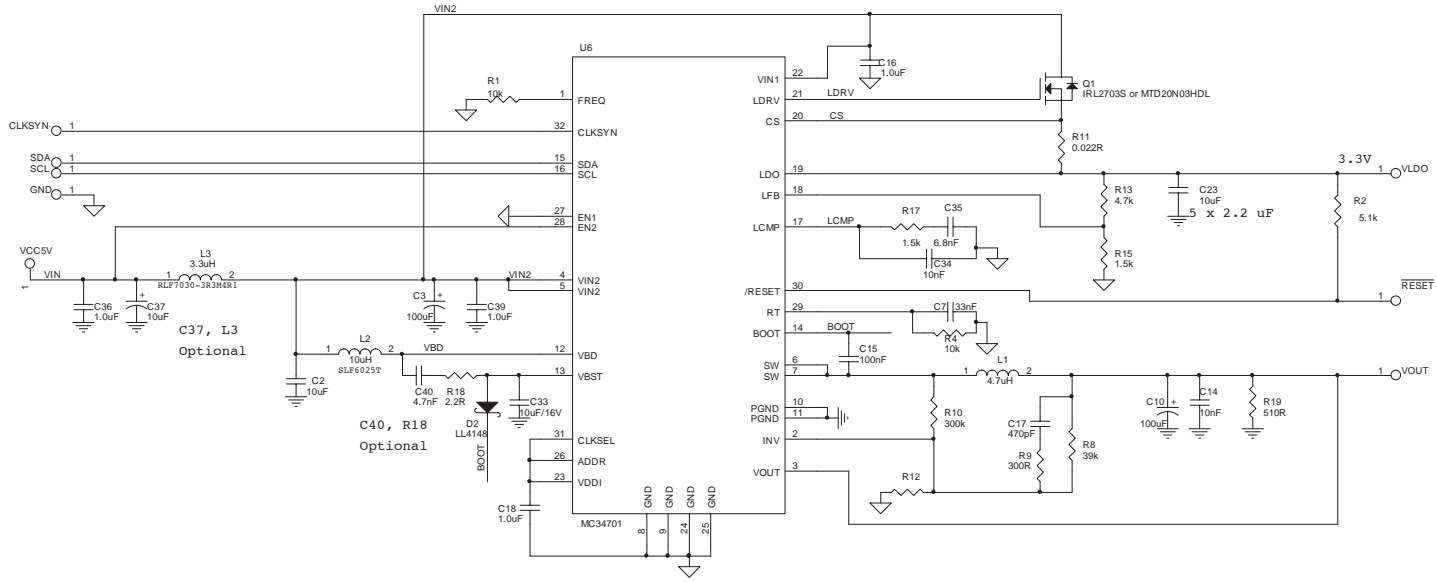 VIN2
U6
C16
1.0uF
VIN1
22
R1
10k
1
FREQ
LDRV
21
LDRV
Q1
IRL2703S or MTD20N03HDL
CS
20
CS
CLKSYN
1
32
CLKSYN
R11
0.022R
SDA
1
15
SDA
SCL
1
16
SCL
LDO
19
3.3V
1
VLDO
GND
1
LFB
18
R13
4.7k
C23
10uF
5 x 2.2 uF
R2
5.1k
27
EN1
28
EN2
LCMP
17
LCMP
R17
1.5k
C35
6.8nF
C34
10nF
R15
1.5k
VCC5V
1
VIN
L3
3.3uH
1
2
RLF7030-3R3M4R1
VIN2
4
VIN2
5
VIN2
/RESET
30
1
RESET
C36
1.0uF
C37
10uF
+
C3
100uF
+
C39
1.0uF
RT
29
C7
33nF
R4
10k
C37, L3
Optional
BOOT
14
BOOT
C15
100nF
L2
1
2
10uH
SLF6025T
VBD
12
VBD
SW
6
SW
7
1
L1
2
4.7uH
1
VOUT
C2
10uF
C40
4.7nF
R18
2.2R
13
VBST
C33
10uF/16V
D2
LL4148
BOOT
C40, R18
Optional
PGND
10
PGND
11
R10
300k
C17
470pF
R9
300R
R8
39k
C10
100uF
+
C14
10nF
R19
510R
31
CLKSEL
INV
2
26
ADDR
VOUT
3
23
VDDI
R12
C18
1.0uF
GND
GND
GND
GND
MC34701
8
9
24
25